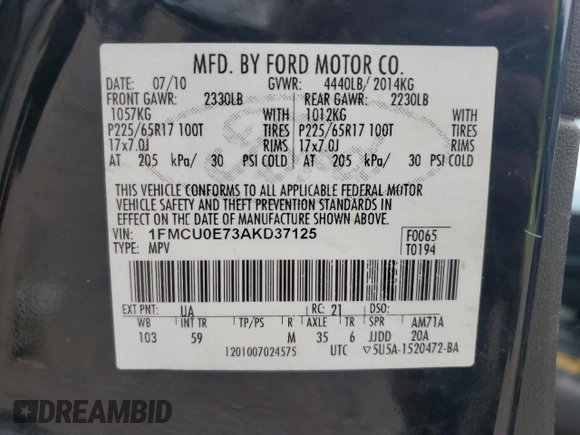 MFD. BY FORD MOTOR CO.
DATE: 07/10 GVWR: 4440LB/ 2014KG
FRONT GAWR: 2330LB REAR GAWR: 2230LB
1057KG WITH 1012KG WITH
P225/65R17 100T TIRES P225/65R17 100T TIRES
17x7.0J RIMS 17x7.0J RIMS
AT 205 kPa/ 30 PSI COLD AT 205 kPa/ 30 PSI COLD
THIS VEHICLE CONFORMS TO ALL APPLICABLE FEDERAL MOTOR
VEHICLE SAFETY AND THEFT PREVENTION STANDARDS IN
EFFECT ON THE DATE OF MANUFACTURE SHOWN ABOVE.
VIN: 1FMCU0E73AKD37125 F0065
TYPE: MPV T0194
EXT PNT: UA RC: 21 DSO:
WB INT TR TP/PS R AXLE TR SPR AM71A
103 59 M 35 6 JJDD 20A
1201007024575 UTC ▽5U5A-1520472-BA
DREAMBID